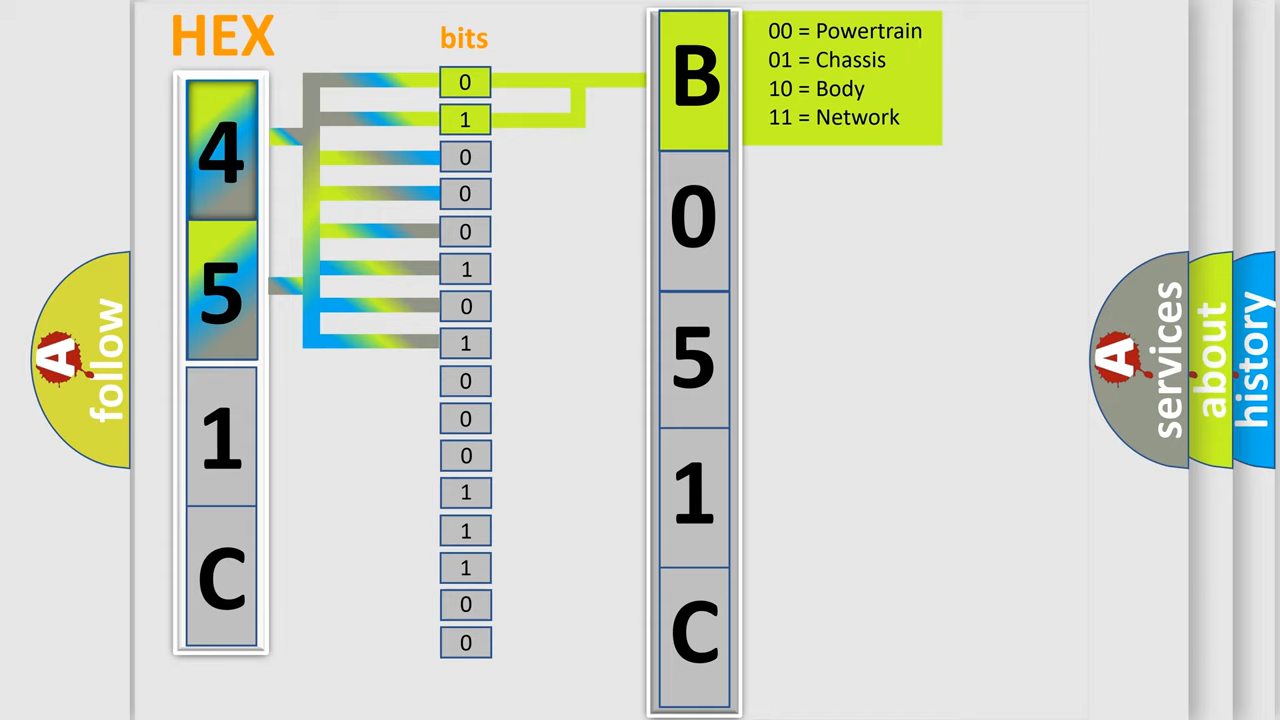 HEX
bits
4
5
1
C
0
1
0
0
0
1
0
1
0
0
0
1
1
1
0
0
B
0
5
1
C
00 = Powertrain
01 = Chassis
10 = Body
11 = Network
A
follow
A
services
about
history